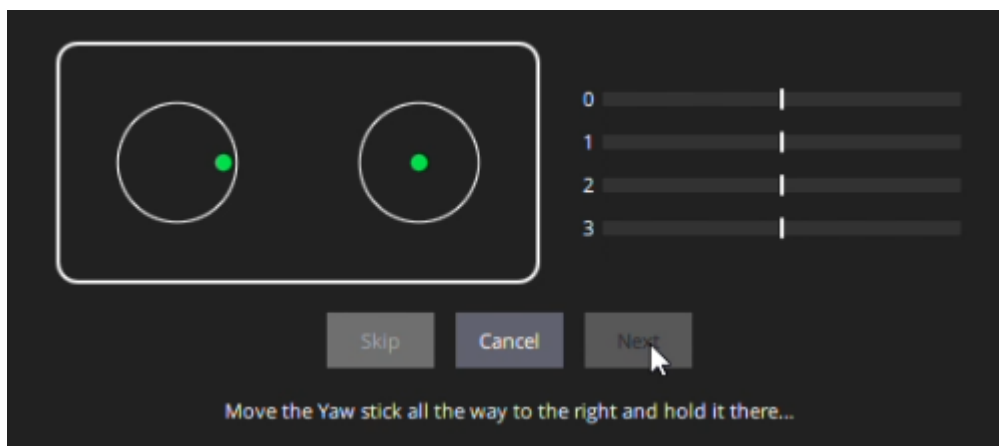 0
1
2
3
Skip
Cancel
Next
Move the Yaw stick all the way to the right and hold it there...